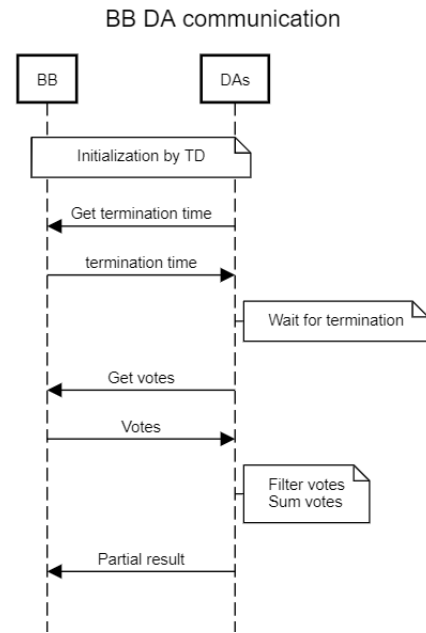 BB DA communication
BB
DAs
Initialization by TD
Get termination time
termination time
Wait for termination
Get votes
Votes
Filter votes
Sum votes
Partial result